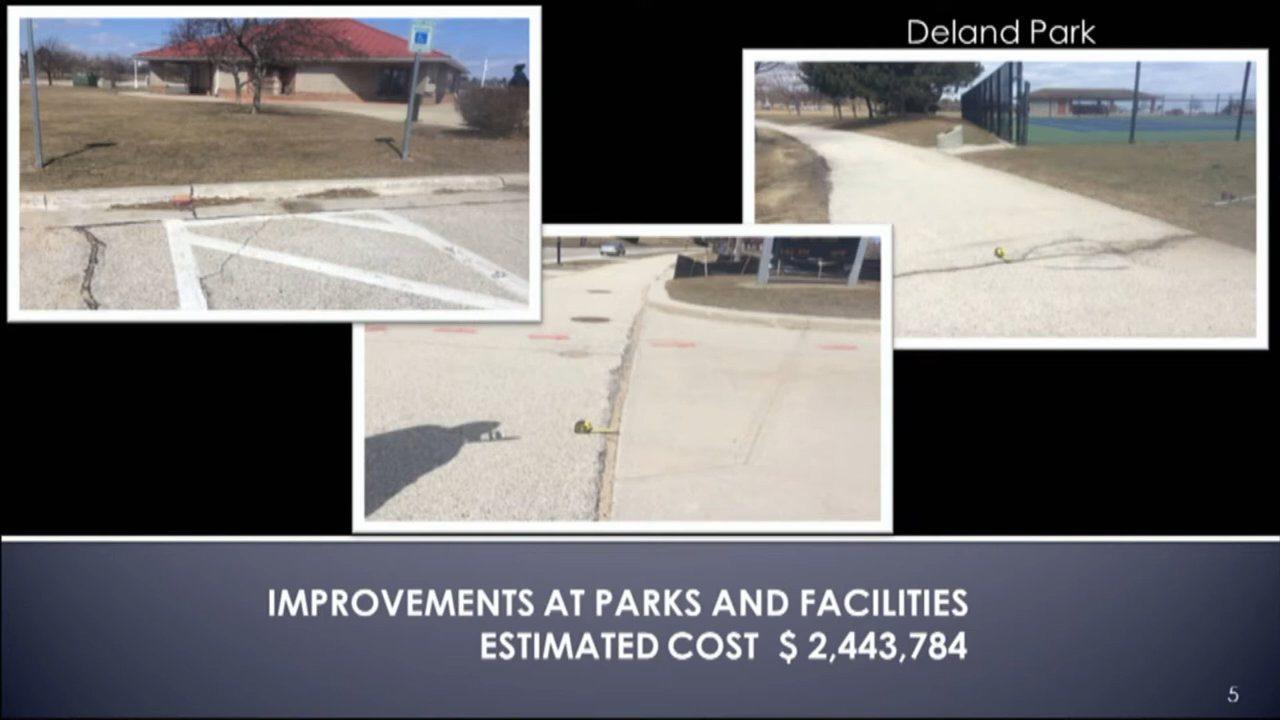 Deland Park
IMPROVEMENTS AT PARKS AND FACILITIES
ESTIMATED COST $ 2,443,784
5